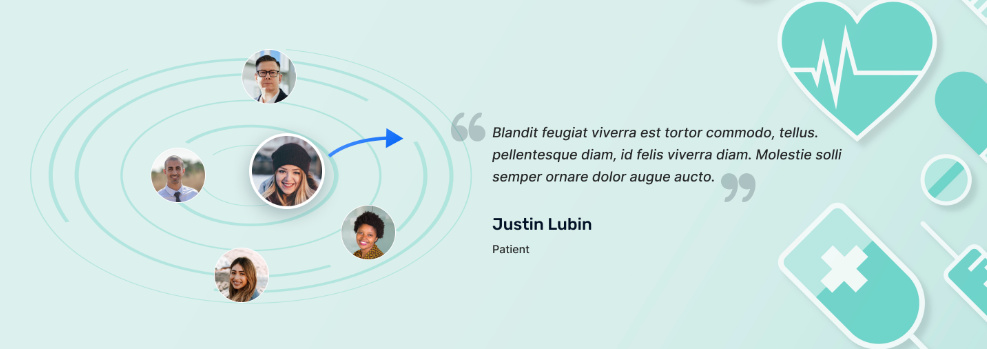 Blandit feugiat viverra est tortor commodo, tellus.
pellentesque diam, id felis viverra diam. Molestie solli
semper ornare dolor augue aucto.
Justin Lubin
Patient